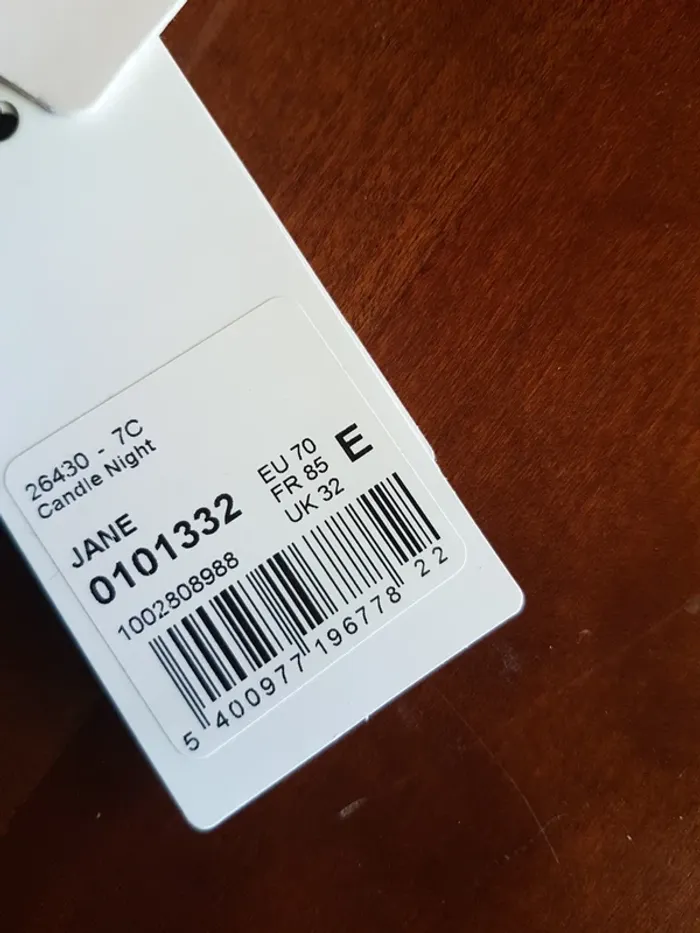 26430 - 7C
Candle Night
JANE
0101332
1002808988
EU 70
FR 85
UK 32
E
5 400977 196778 22